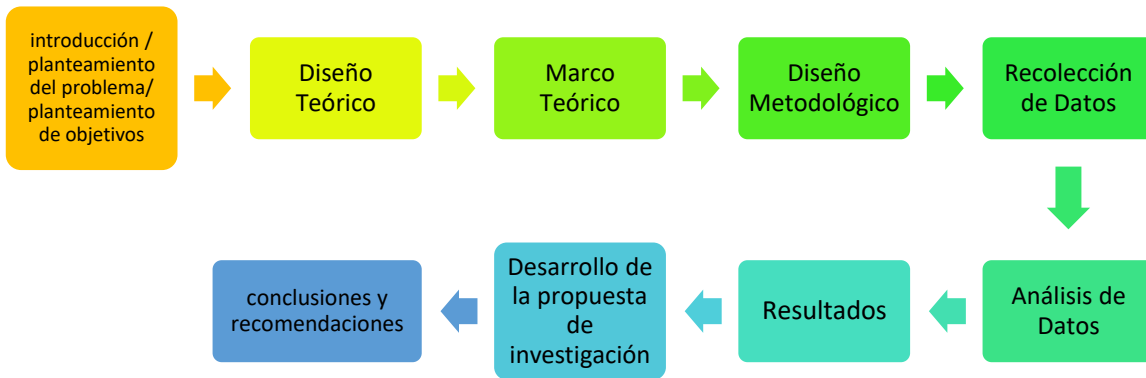 introducción /
planteamiento
del problema/
planteamiento
de objetivos
Diseño
Teórico
Marco
Teórico
Diseño
Metodológico
Recolección
de Datos
Análisis de
Datos
Resultados
Desarrollo de
la propuesta
de
investigación
conclusiones y
recomendaciones